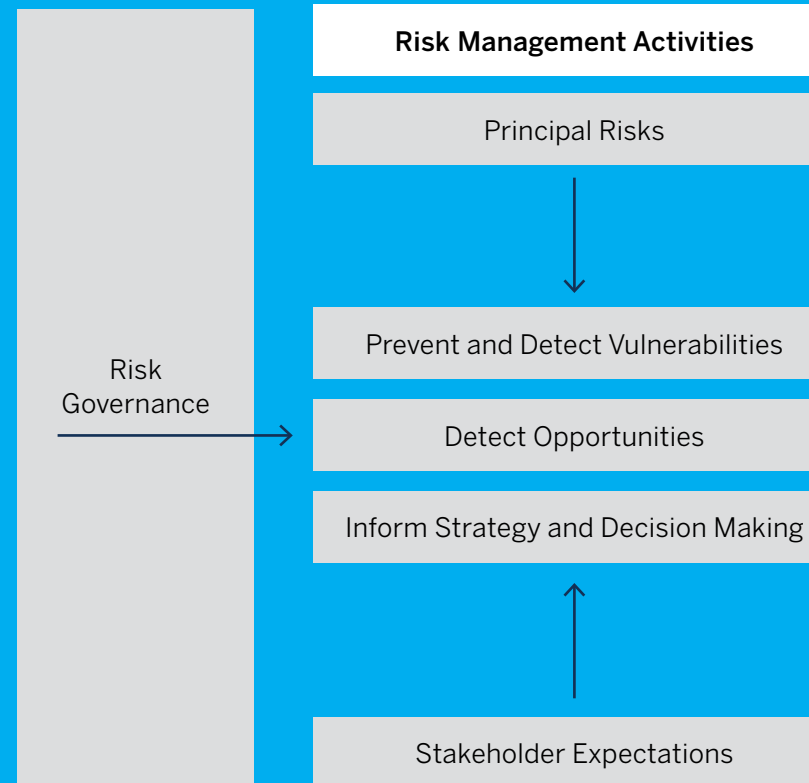 Risk Management Activities
Principal Risks
Prevent and Detect Vulnerabilities
Risk
Governance
Detect Opportunities
Inform Strategy and Decision Making
Stakeholder Expectations